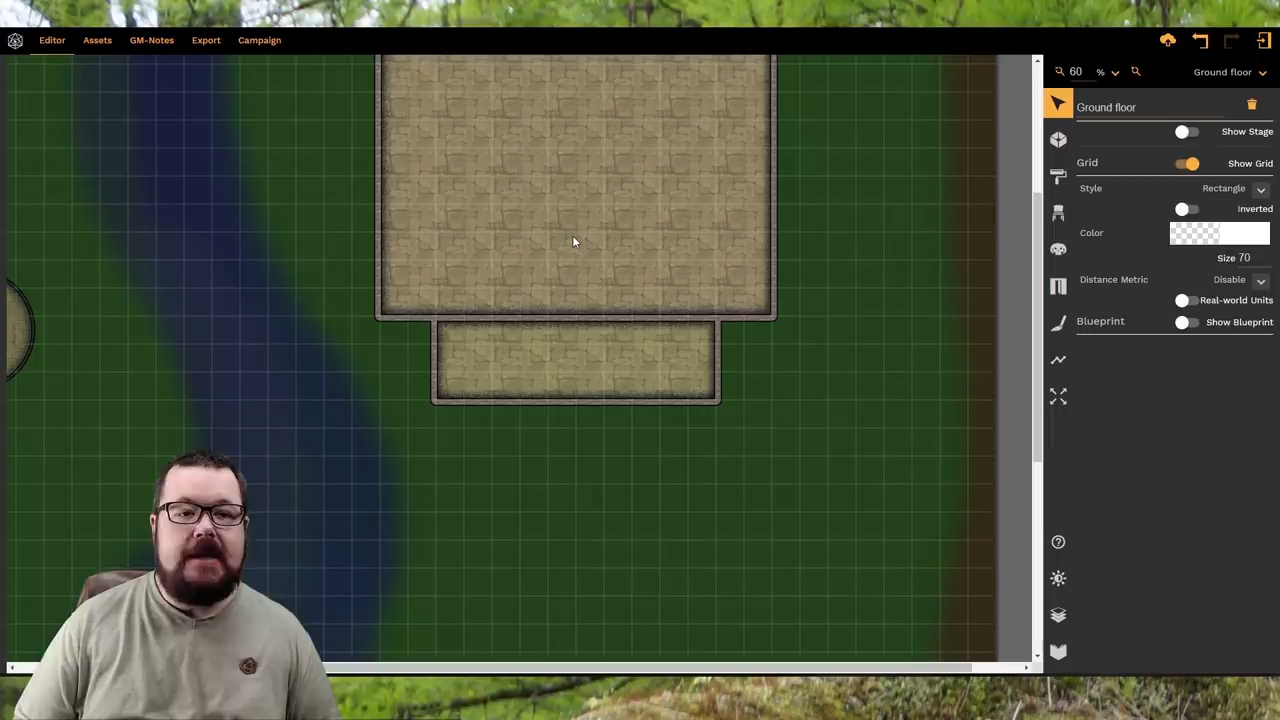 Editor Assets GM-Notes Export Campaign
60 % Ground floor
Ground floor
Show Stage
Grid Show Grid
Style Rectangle
Inverted
Color
Size 70
Distance Metric Disable
Real-world Units
Blueprint Show Blueprint